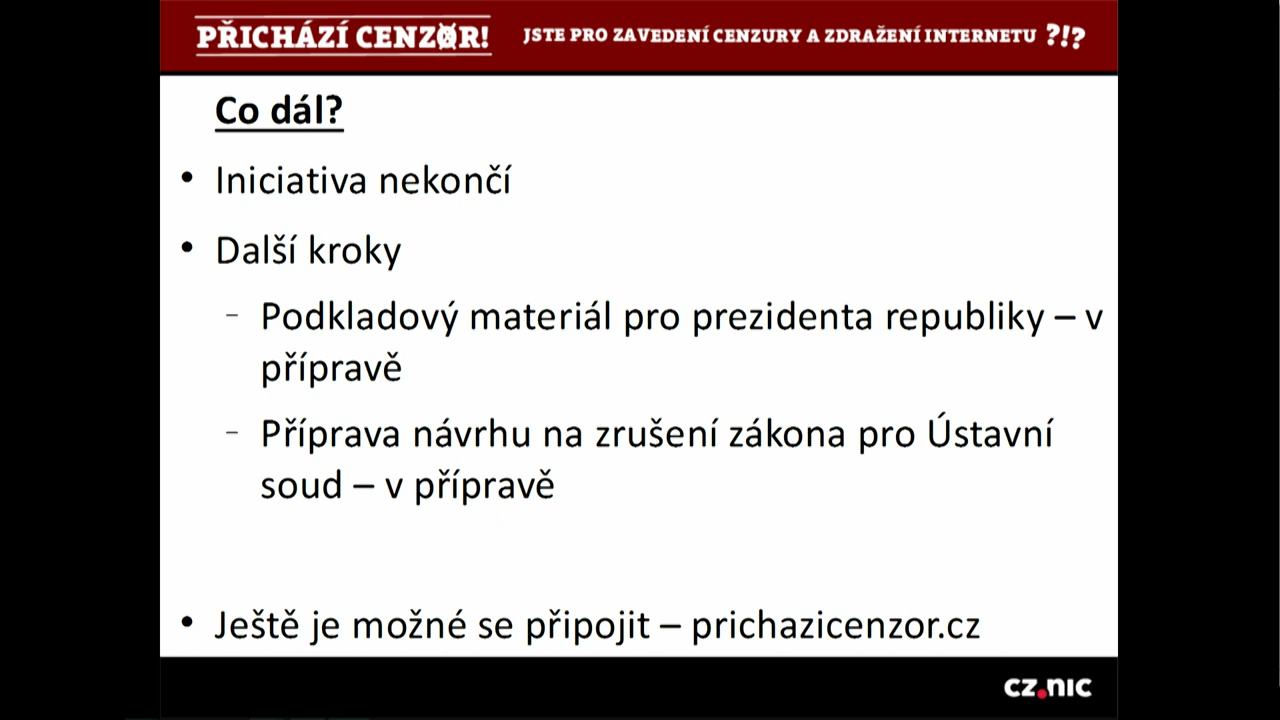 PŘICHÁZÍ CENZOR! JSTE PRO ZAVEDENÍ CENZURY A ZDRAŽENÍ INTERNETU ?!?
Co dál?
• Iniciativa nekončí
• Další kroky
– Podkladový materiál pro prezidenta republiky – v
přípravě
– Příprava návrhu na zrušení zákona pro Ústavní
soud – v přípravě
• Ještě je možné se připojit – prichazicenzor.cz
CZ.NIC